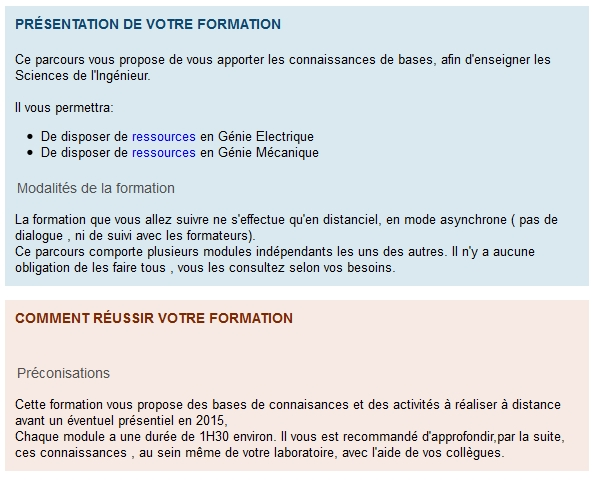 PRÉSENTATION DE VOTRE FORMATION
Ce parcours vous propose de vous apporter les connaissances de bases, afin d'enseigner les
Sciences de l'Ingénieur.
Il vous permettra:
• De disposer de ressources en Génie Electrique
• De disposer de ressources en Génie Mécanique
Modalités de la formation
La formation que vous allez suivre ne s'effectue qu'en distanciel, en mode asynchrone ( pas de
dialogue , ni de suivi avec les formateurs).
Ce parcours comporte plusieurs modules indépendants les uns des autres. Il n'y a aucune
obligation de les faire tous , vous les consultez selon vos besoins.
COMMENT RÉUSSIR VOTRE FORMATION
Préconisations
Cette formation vous propose des bases de connaisances et des activités à réaliser à distance
avant un éventuel présentiel en 2015,
Chaque module a une durée de 1H30 environ. Il vous est recommandé d'approfondir,par la suite,
ces connaissances , au sein même de votre laboratoire, avec l'aide de vos collègues.